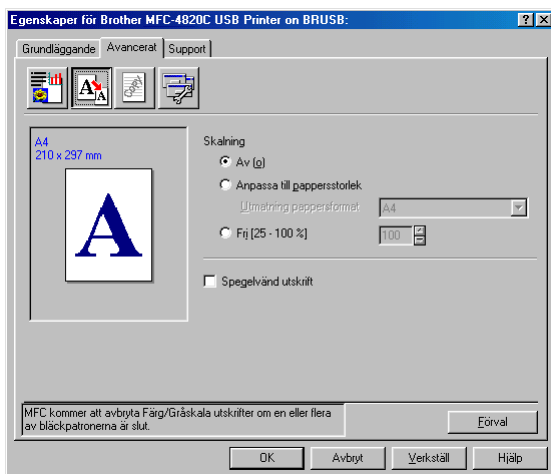 Egenskaper för Brother MFC-4820C USB Printer on BRUSB:
Grundläggande Avancerat Support
A A Copy
A4
210 x 297 mm
A
Skalning
Av (o)
Anpassa till pappersstorlek
Utmatning pappersformat A4
Fri [25 - 100 %] 100
Spegelvänd utskrift
MFC kommer att avbryta Färg/Gråskala utskrifter om en eller flera
av bläckpatronerna är slut.
Förval
OK Avbryt Verkställ Hjälp